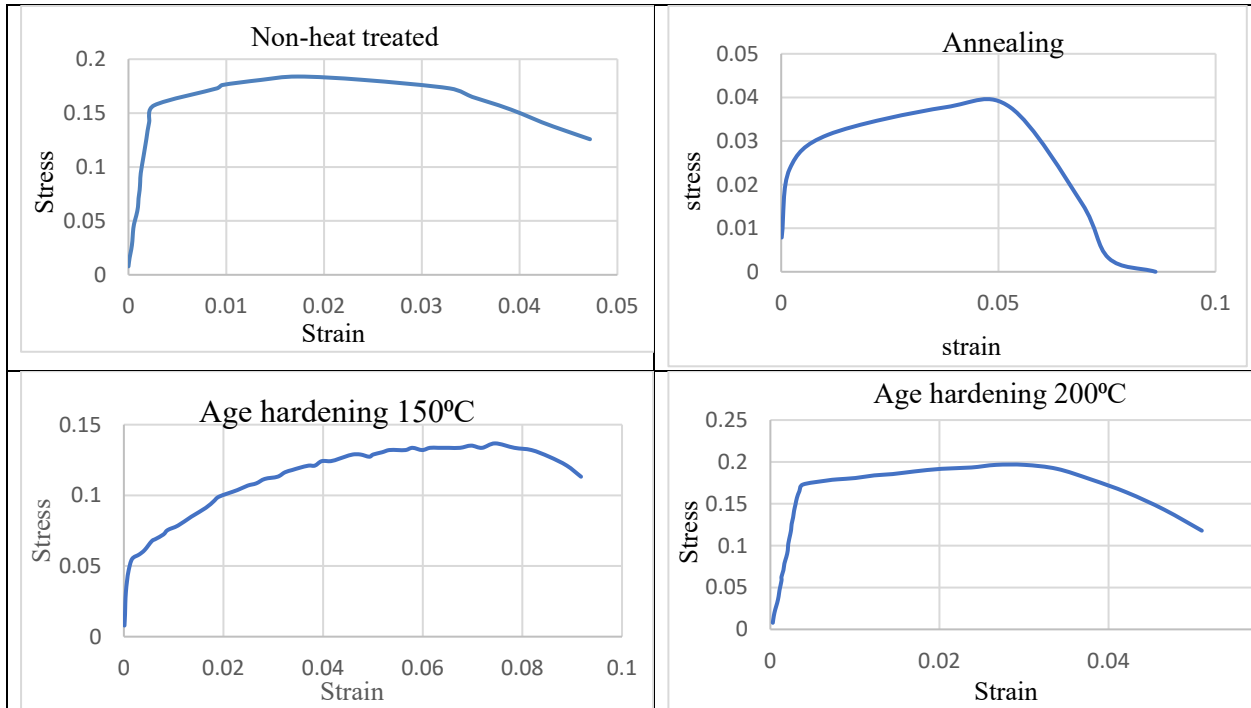 Non-heat treated
0.2
0.15
0.1
0.05
0
Stress
0 0.01 0.02 0.03 0.04 0.05
Strain
Annealing
0.05
0.04
0.03
0.02
0.01
0
stress
0 0.05 0.1
strain
Age hardening 150⁰C
0.15
0.1
0.05
0
Stress
0 0.02 0.04 0.06 0.08 0.1
Strain
Age hardening 200⁰C
0.25
0.2
0.15
0.1
0.05
0
Stress
0 0.02 0.04
Strain